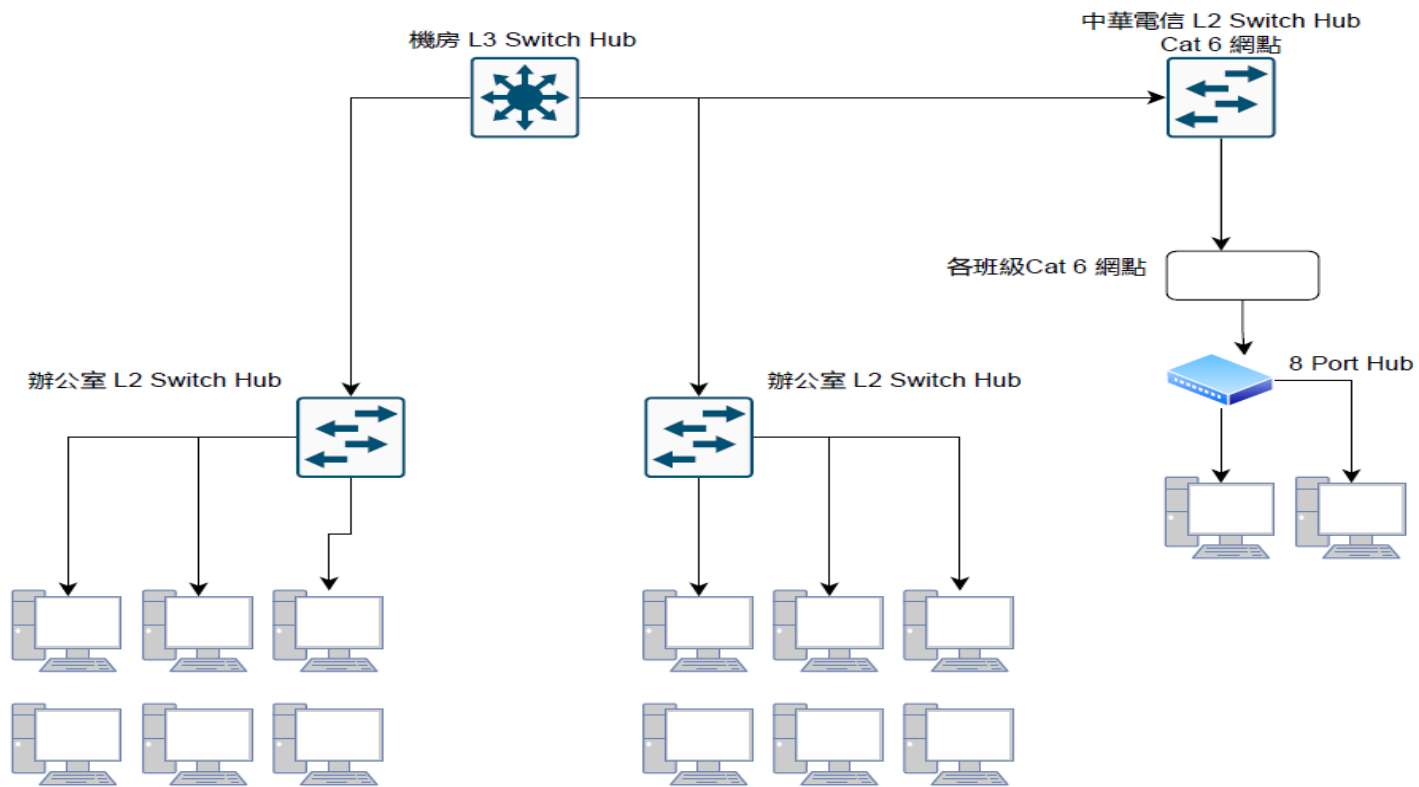 機房 L3 Switch Hub
中華電信 L2 Switch Hub
Cat 6 網點
各班級Cat 6 網點
8 Port Hub
辦公室 L2 Switch Hub
辦公室 L2 Switch Hub